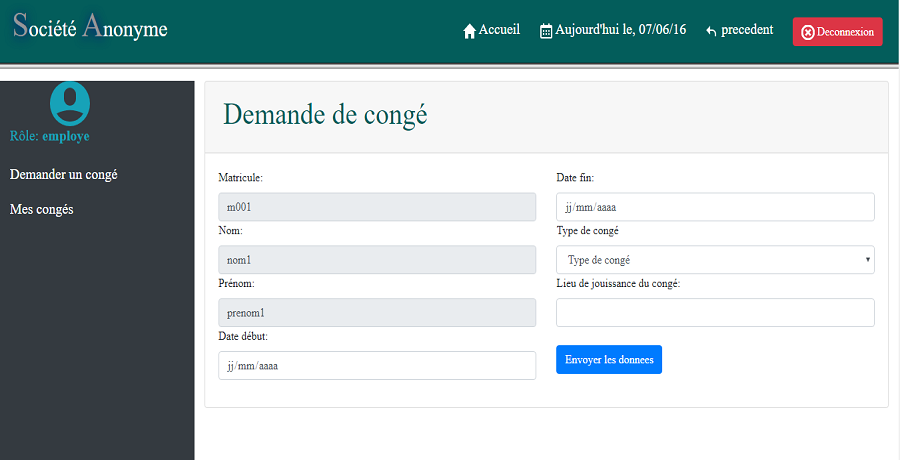 Société Anonyme
Accueil
Aujourd'hui le, 07/06/16
precedent
Deconnexion
Rôle: employe
Demander un congé
Mes congés
Demande de congé
Matricule:
m001
Nom:
nom1
Prénom:
prenom1
Date début:
jj/mm/aaaa
Date fin:
jj/mm/aaaa
Type de congé
Type de congé
Lieu de jouissance du congé:
Envoyer les donnees